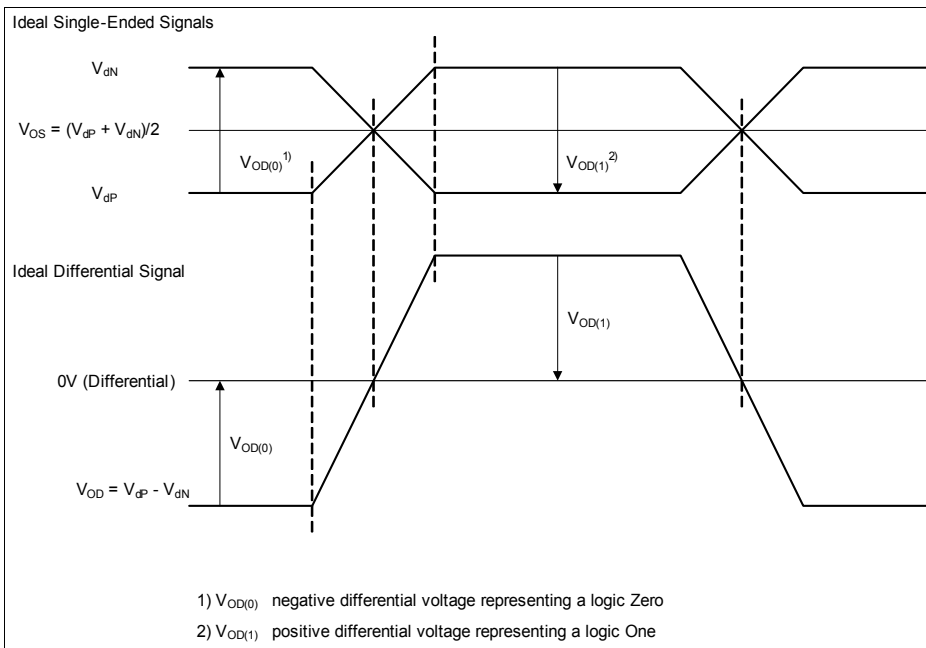 Ideal Single-Ended Signals
VdN
VOS = (VdP + VdN)/2
VOD(0)1)
VOD(1)2)
VdP
Ideal Differential Signal
VOD(1)
0V (Differential)
VOD(0)
VOD = VdP - VdN
1) VOD(0) negative differential voltage representing a logic Zero
2) VOD(1) positive differential voltage representing a logic One